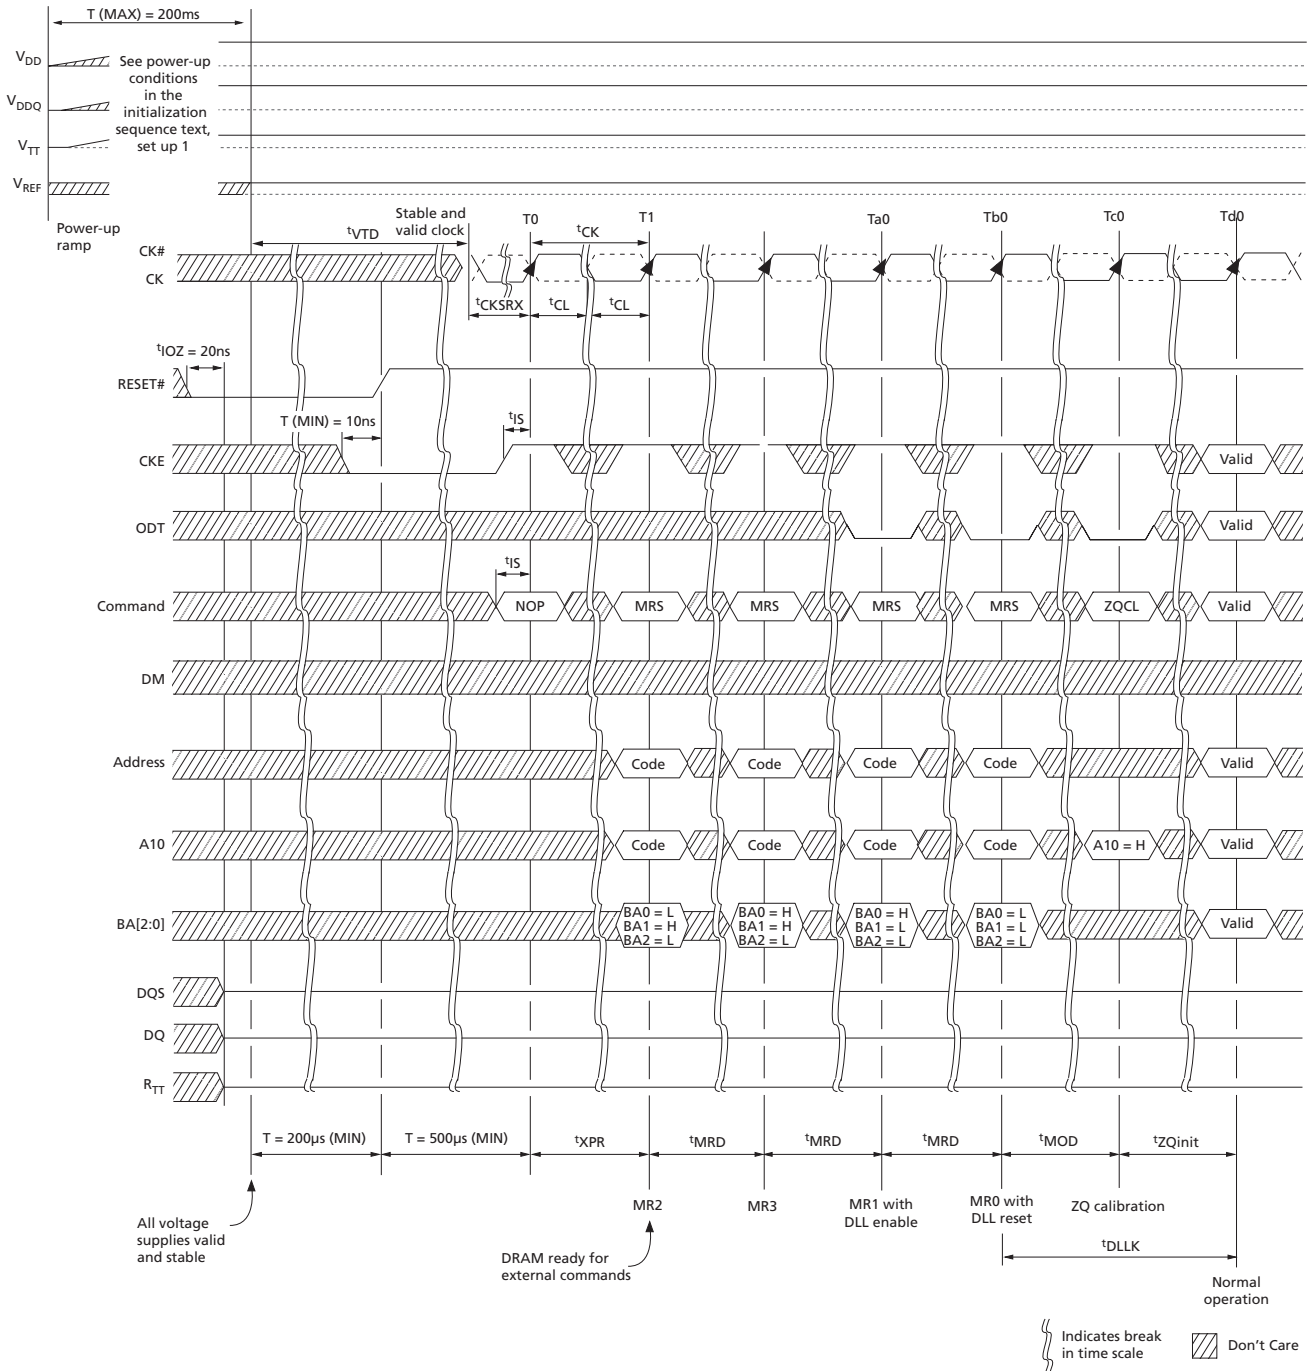 T (MAX) = 200ms
VDD
See power-up
conditions
in the
initialization
sequence text,
set up 1
VDDQ
VTT
VREF
Power-up
ramp
Stable and
valid clock
T0
T1
Ta0
Tb0
Tc0
Td0
tVTD
tCK
CK#
CK
tCKSRX
tCL
tCL
tIOZ = 20ns
RESET#
T (MIN) = 10ns
tIS
CKE
Valid
ODT
Valid
tIS
Command
NOP
MRS
MRS
MRS
MRS
ZQCL
Valid
DM
Address
Code
Code
Code
Code
Valid
A10
Code
Code
Code
Code
A10 = H
Valid
BA[2:0]
BA0 = L
BA1 = H
BA2 = L
BA0 = H
BA1 = H
BA2 = L
BA0 = H
BA1 = L
BA2 = L
BA0 = L
BA1 = L
BA2 = L
Valid
DQS
DQ
RTT
T = 200µs (MIN)
T = 500µs (MIN)
tXPR
tMRD
tMRD
tMRD
tMOD
tZQinit
MR2
MR3
MR1 with
DLL enable
MR0 with
DLL reset
ZQ calibration
All voltage
supplies valid
and stable
DRAM ready for
external commands
tDLLK
Normal
operation
Indicates break
in time scale
Don't Care